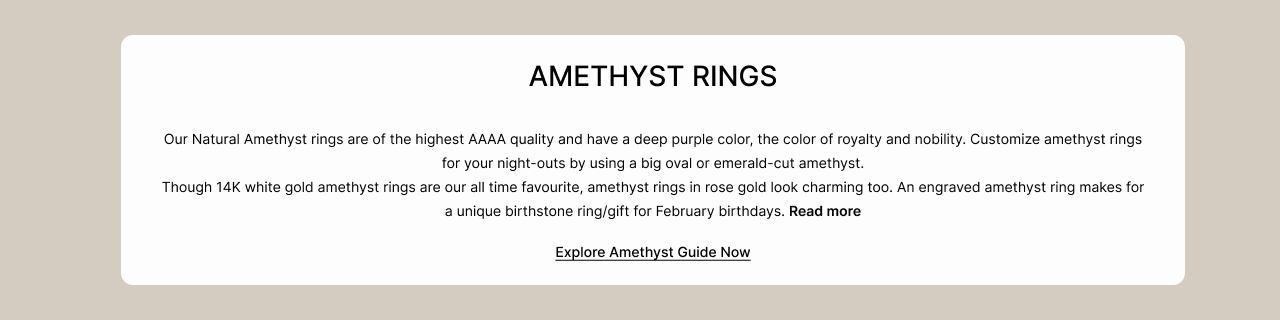 AMETHYST RINGS
Our Natural Amethyst rings are of the highest AAAA quality and have a deep purple color, the color of royalty and nobility. Customize amethyst rings
for your night-outs by using a big oval or emerald-cut amethyst.
Though 14K white gold amethyst rings are our all time favourite, amethyst rings in rose gold look charming too. An engraved amethyst ring makes for
a unique birthstone ring/gift for February birthdays. Read more
Explore Amethyst Guide Now